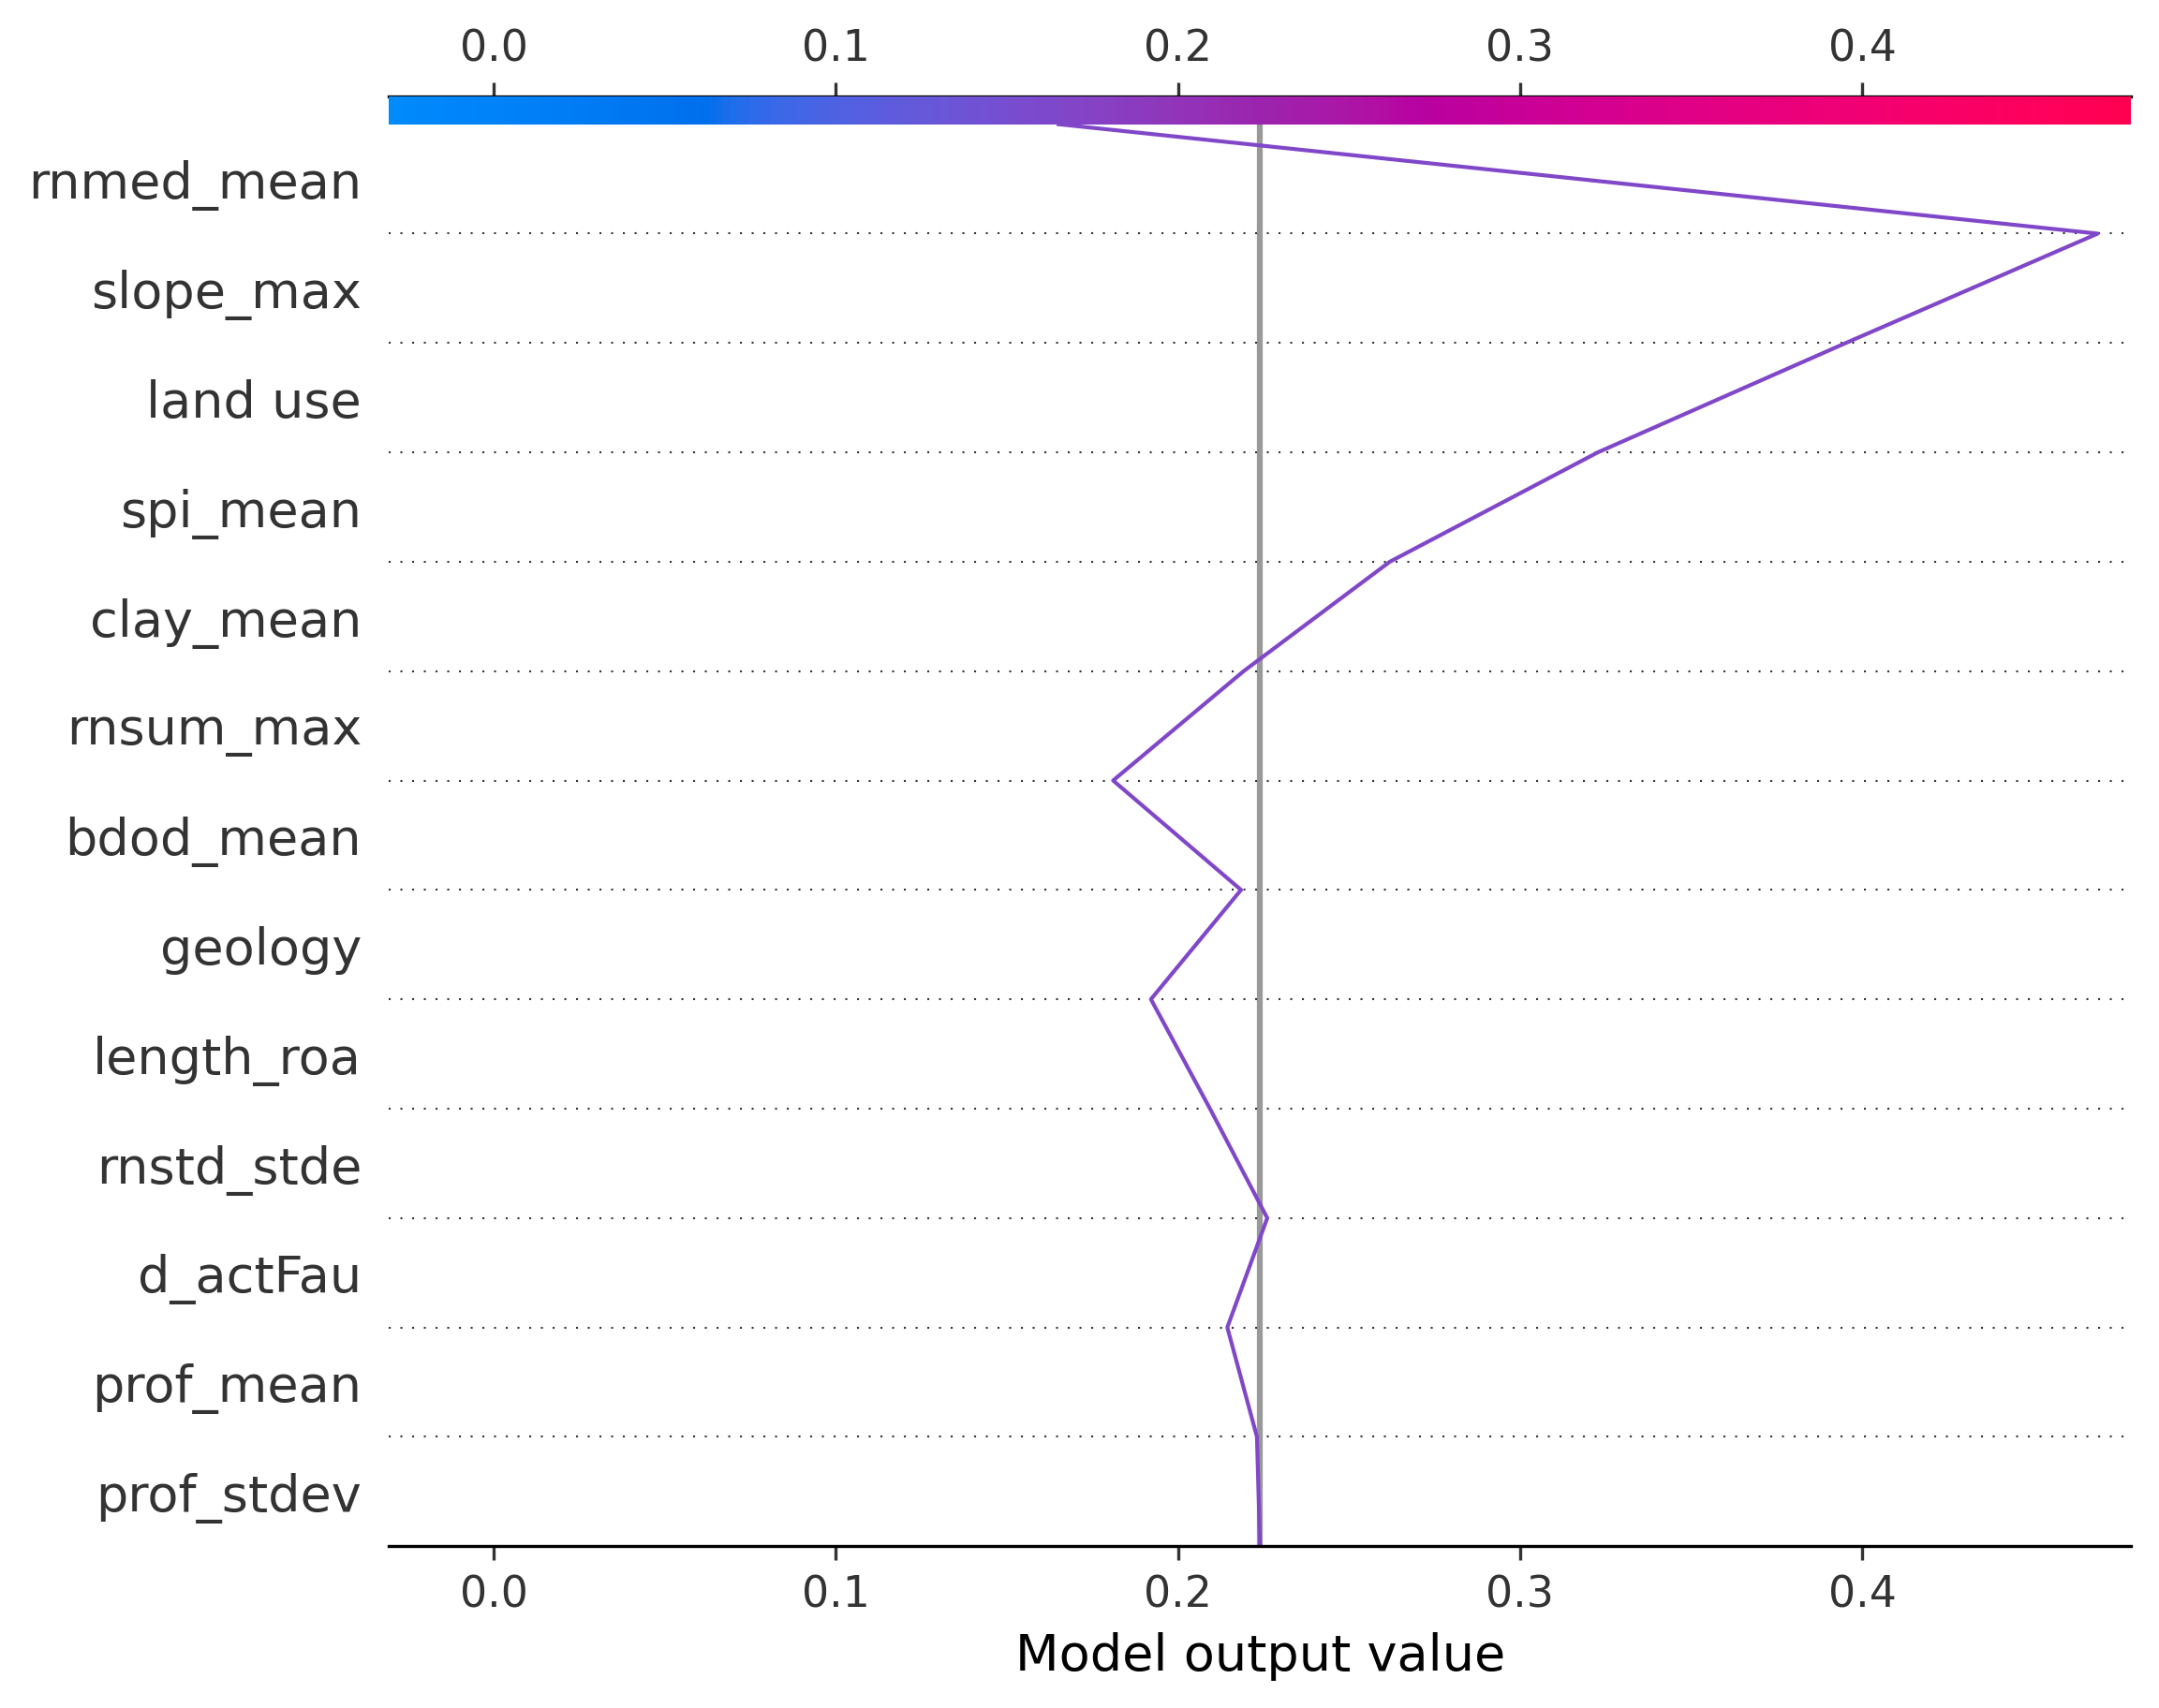 0.0 0.1 0.2 0.3 0.4
rnmed_mean
slope_max
land use
spi_mean
clay_mean
rnsum_max
bdod_mean
geology
length_roa
rnstd_stde
d_actFau
prof_mean
prof_stdev
0.0 0.1 0.2 0.3 0.4
Model output value